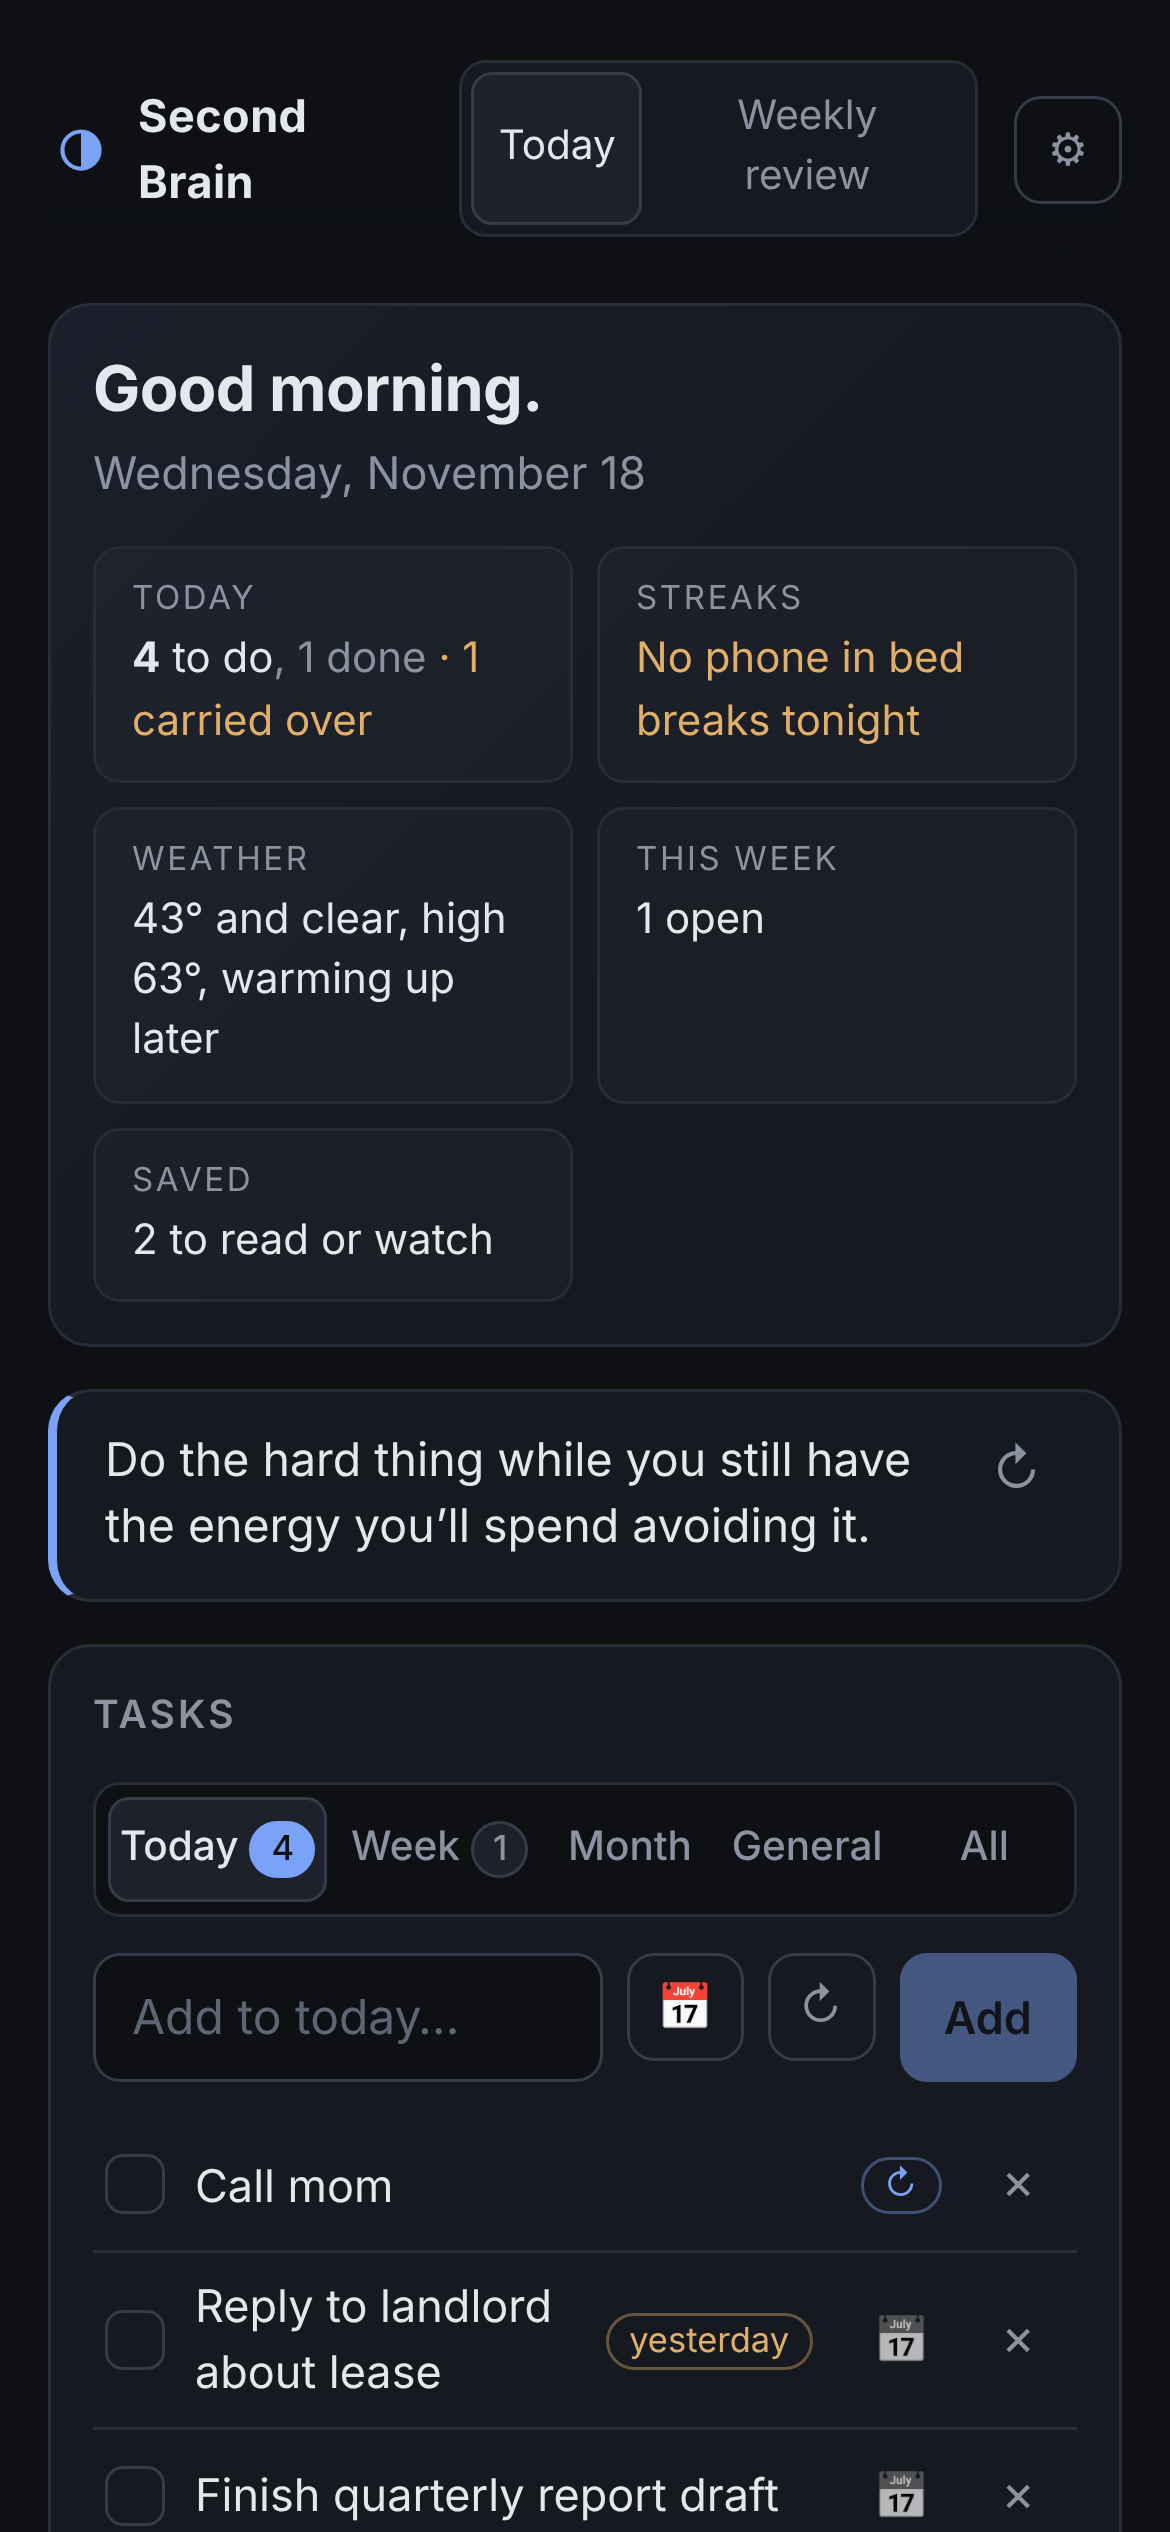 Second
Brain
Today
Weekly
review
Good morning.
Wednesday, November 18
TODAY
4 to do, 1 done · 1
carried over
STREAKS
No phone in bed
breaks tonight
WEATHER
43° and clear, high
63°, warming up
later
THIS WEEK
1 open
SAVED
2 to read or watch
Do the hard thing while you still have
the energy you’ll spend avoiding it.
TASKS
Today 4 Week 1 Month General All
Add to today...
July
17
Add
Call mom
Reply to landlord
about lease
yesterday
July
17
Finish quarterly report draft
July
17